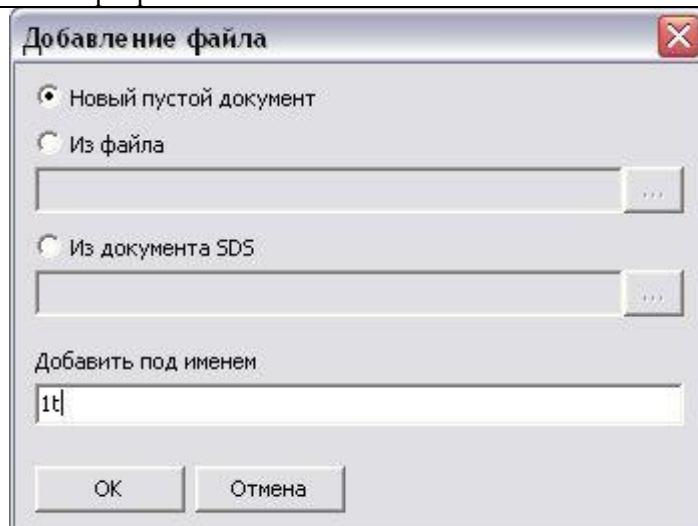 Добавление файла
Новый пустой документ
Из файла
...
Из документа SDS
...
Добавить под именем
1t
OK Отмена